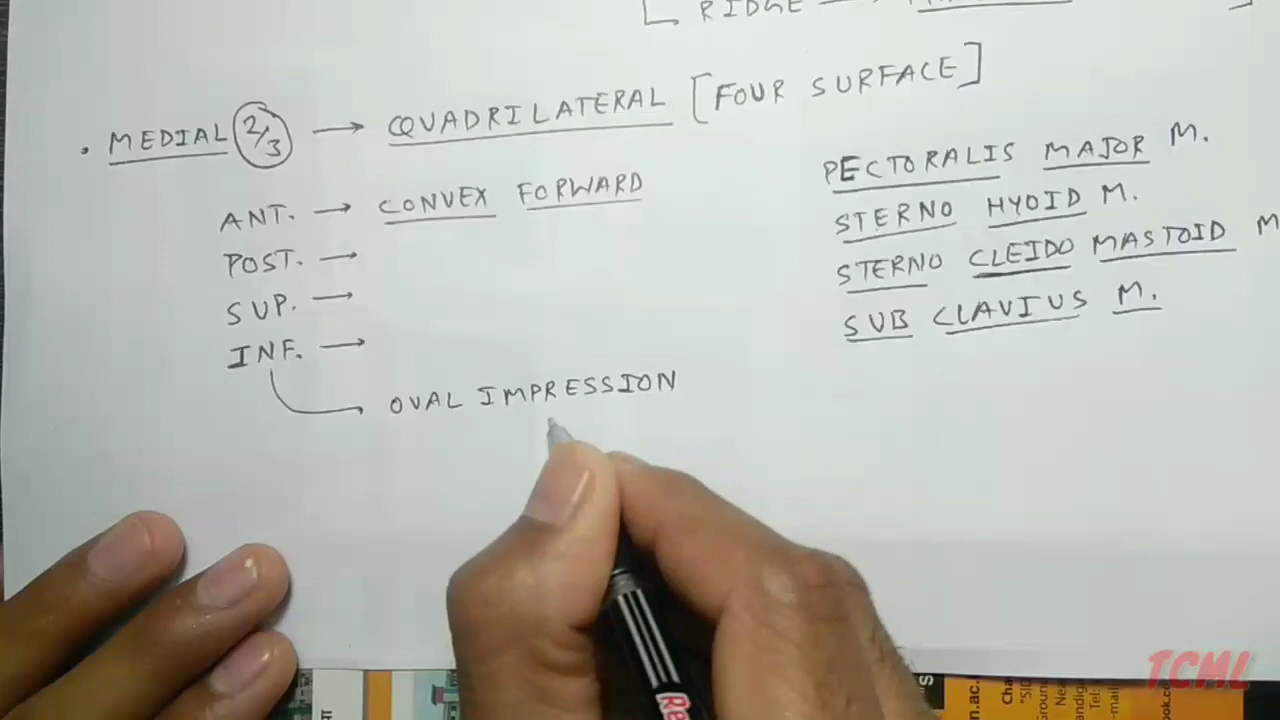 RIDGE
. MEDIAL 2/3 → QUADRILATERAL [FOUR SURFACE]
ANT. → CONVEX FORWARD
POST. →
SUP. →
INF. →
OVAL IMPRESSION
PECTORALIS MAJOR M.
STERNO HYOID M.
STERNO CLEIDO MASTOID M
SUB CLAVIUS M.
TCML
Re